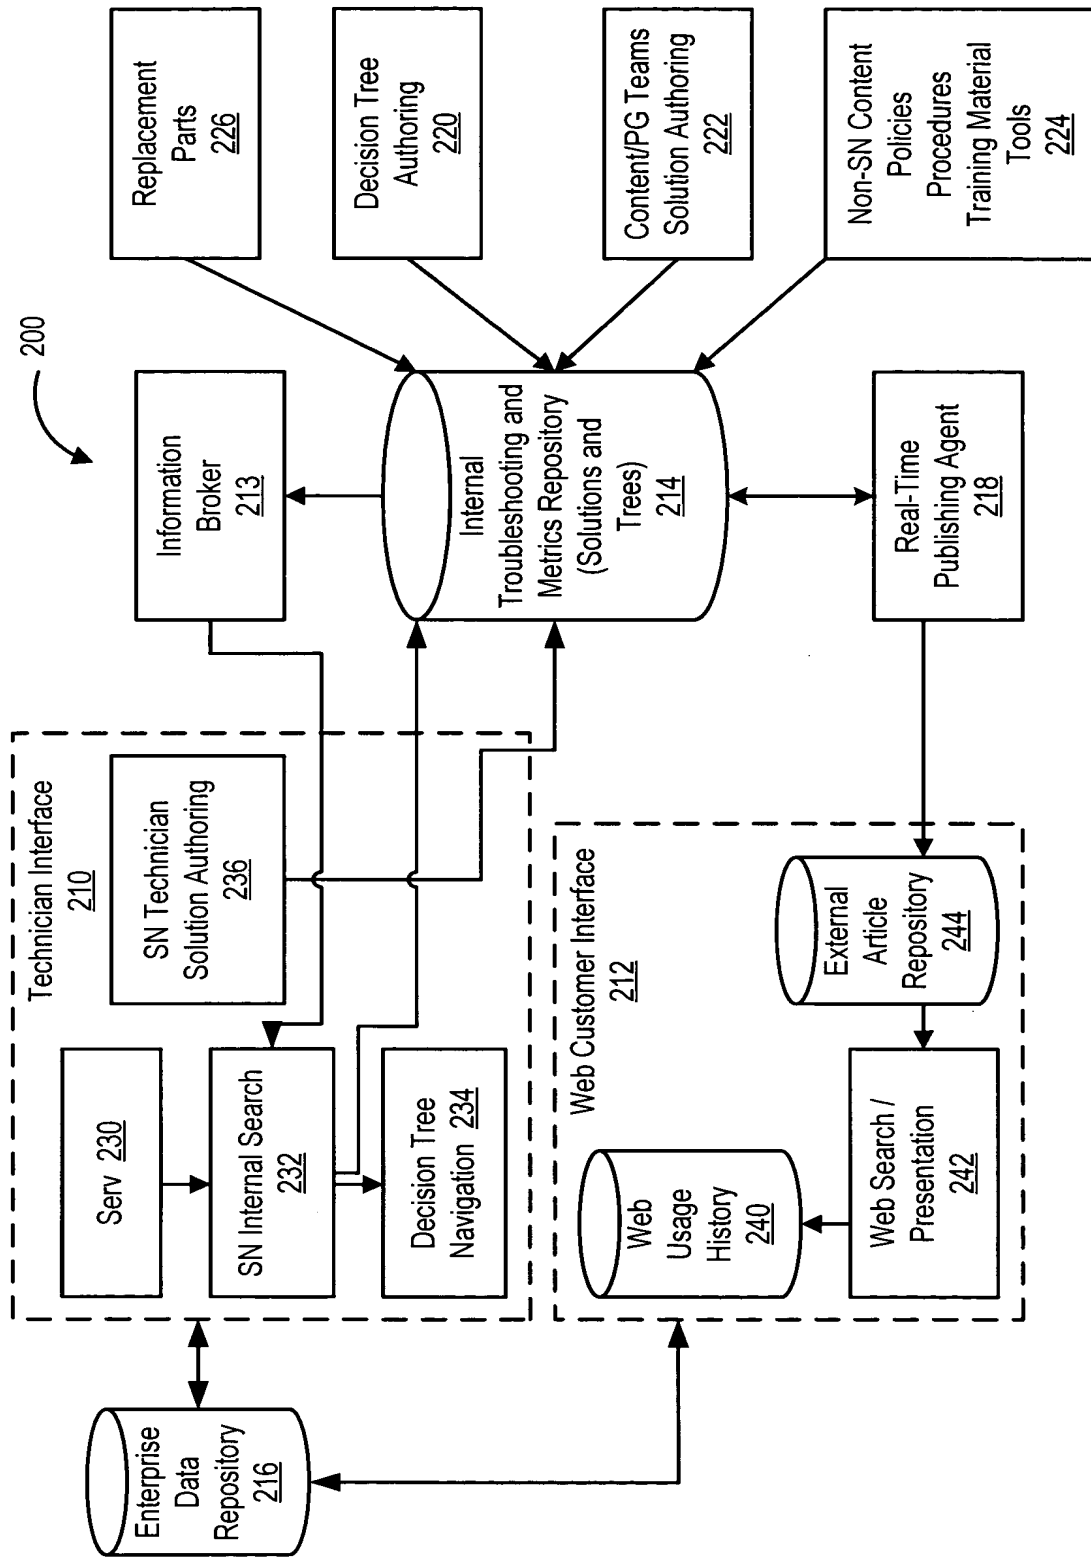 200
Enterprise
Data
Repository
216
Technician Interface
210
Serv 230
SN Internal Search
232
Decision Tree
Navigation 234
SN Technician
Solution Authoring
236
Web Customer Interface
212
Web
Usage
History
240
Web Search /
Presentation
242
External
Article
Repository
244
Information
Broker
213
Internal
Troubleshooting and
Metrics Repository
(Solutions and
Trees)
214
Real-Time
Publishing Agent
218
Replacement
Parts
226
Decision Tree
Authoring
220
Content/PG Teams
Solution Authoring
222
Non-SN Content
Policies
Procedures
Training Material
Tools
224